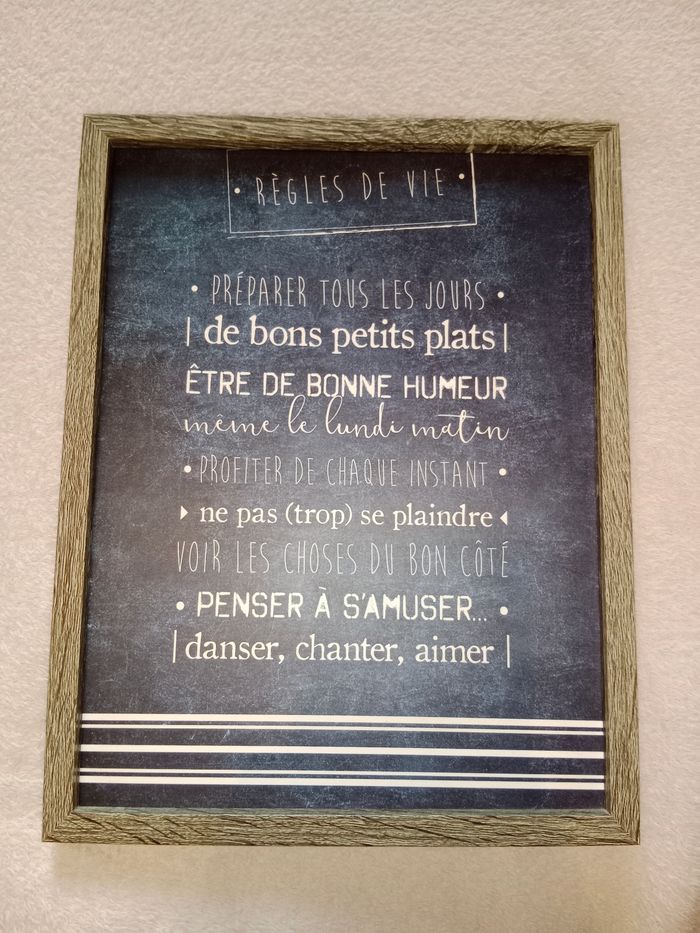 • RÈGLES DE VIE •
• PRÉPARER TOUS LES JOURS •
| de bons petits plats |
ÊTRE DE BONNE HUMEUR
même le lundi matin
• PROFITER DE CHAQUE INSTANT •
▸ ne pas (trop) se plaindre ◂
VOIR LES CHOSES DU BON CÔTÉ
• PENSER À S'AMUSER... •
| danser, chanter, aimer |